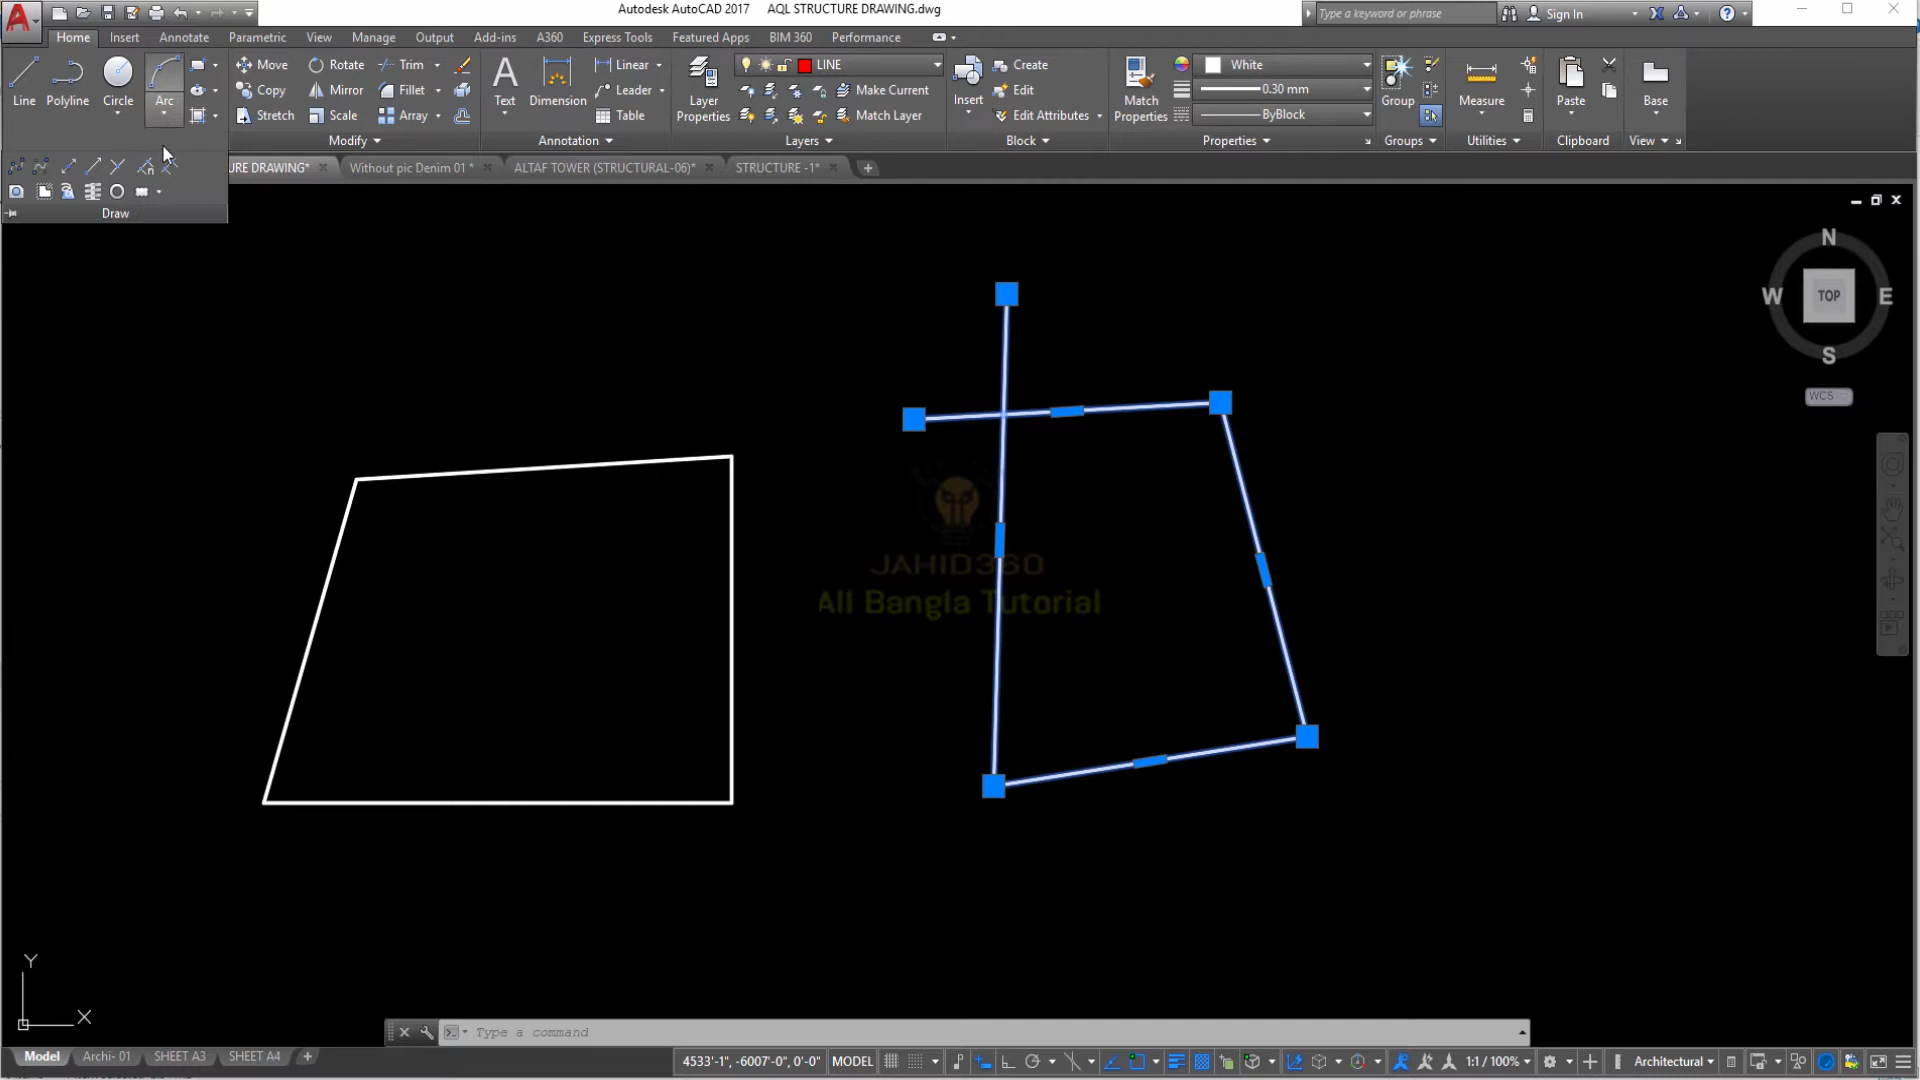 Autodesk AutoCAD 2017 AQL STRUCTURE DRAWING.dwg
Type a keyword or phrase
Sign In
Home Insert Annotate Parametric View Manage Output Add-ins A360 Express Tools Featured Apps BIM 360 Performance
Move Rotate Trim Linear LINE Create White
Copy Mirror Fillet Leader Make Current Edit 0.30 mm
Line Polyline Circle Arc Text Dimension Layer Properties Insert Match Properties Group Measure Paste Base
Stretch Scale Array Table Match Layer Edit Attributes ByBlock
Modify Annotation Layers Block Properties Groups Utilities Clipboard View
URE DRAWING* Without pic Denim 01 * ALTAF TOWER (STRUCTURAL-06)* STRUCTURE -1*
Draw
N
W TOP E
S
WCS
JAHID360
All Bangla Tutorial
Y
X
Type a command
Model Archi- 01 SHEET A3 SHEET A4 +
4533'-1", -6007'-0", 0'-0" MODEL 1:1 / 100% Architectural